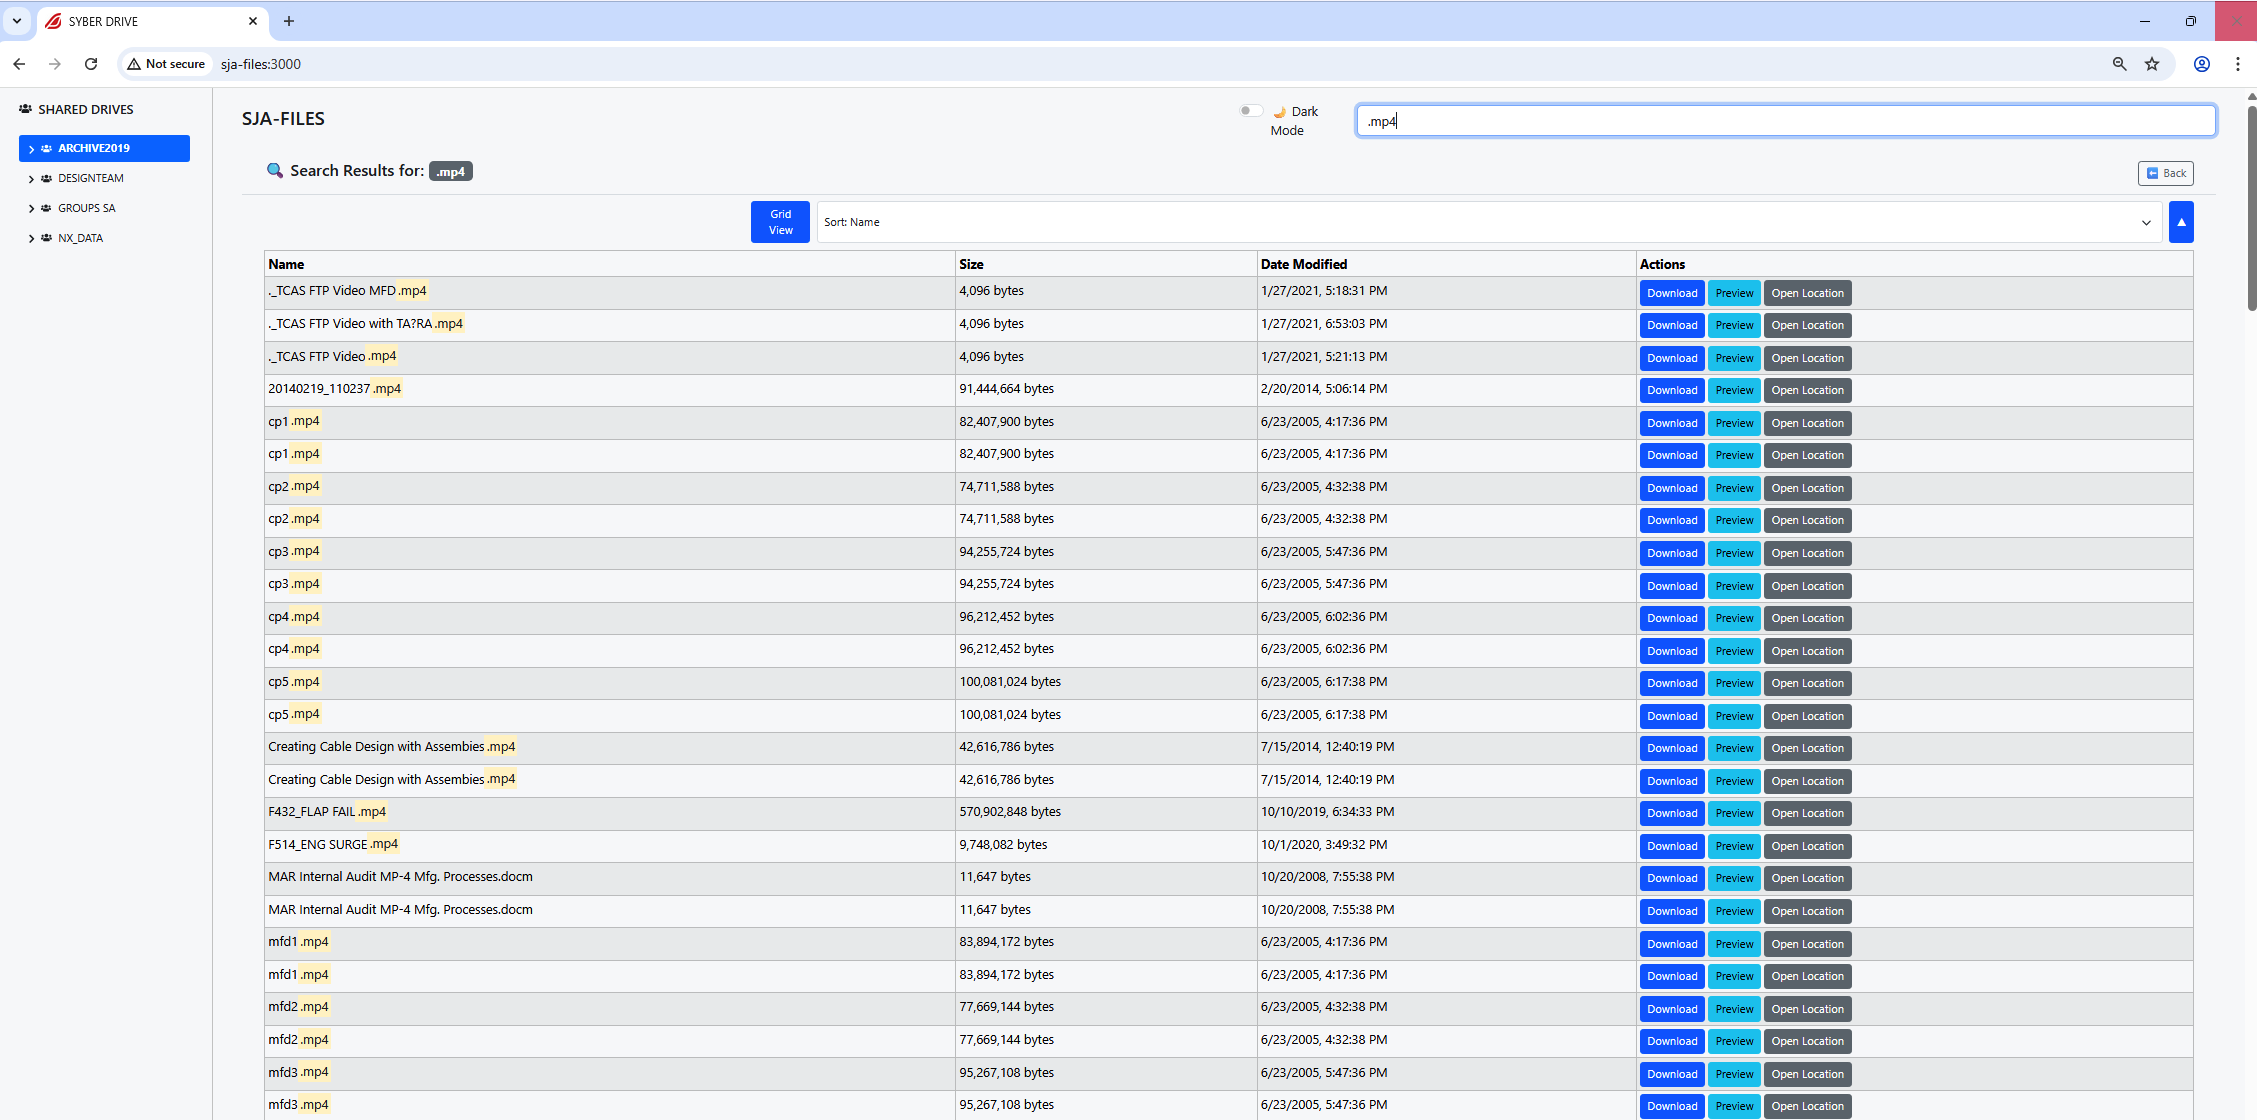 SYBER DRIVE
Not secure sja-files:3000
SHARED DRIVES
ARCHIVE2019
DESIGNTEAM
GROUPS SA
NX_DATA
SJA-FILES
Dark Mode
.mp4
Search Results for: .mp4
Back
Grid View
Sort: Name
Name Size Date Modified Actions
._TCAS FTP Video MFD.mp4 4,096 bytes 1/27/2021, 5:18:31 PM Download Preview Open Location
._TCAS FTP Video with TA?RA.mp4 4,096 bytes 1/27/2021, 6:53:03 PM Download Preview Open Location
._TCAS FTP Video.mp4 4,096 bytes 1/27/2021, 5:21:13 PM Download Preview Open Location
20140219_110237.mp4 91,444,664 bytes 2/20/2014, 5:06:14 PM Download Preview Open Location
cp1.mp4 82,407,900 bytes 6/23/2005, 4:17:36 PM Download Preview Open Location
cp1.mp4 82,407,900 bytes 6/23/2005, 4:17:36 PM Download Preview Open Location
cp2.mp4 74,711,588 bytes 6/23/2005, 4:32:38 PM Download Preview Open Location
cp2.mp4 74,711,588 bytes 6/23/2005, 4:32:38 PM Download Preview Open Location
cp3.mp4 94,255,724 bytes 6/23/2005, 5:47:36 PM Download Preview Open Location
cp3.mp4 94,255,724 bytes 6/23/2005, 5:47:36 PM Download Preview Open Location
cp4.mp4 96,212,452 bytes 6/23/2005, 6:02:36 PM Download Preview Open Location
cp4.mp4 96,212,452 bytes 6/23/2005, 6:02:36 PM Download Preview Open Location
cp5.mp4 100,081,024 bytes 6/23/2005, 6:17:38 PM Download Preview Open Location
cp5.mp4 100,081,024 bytes 6/23/2005, 6:17:38 PM Download Preview Open Location
Creating Cable Design with Assembies.mp4 42,616,786 bytes 7/15/2014, 12:40:19 PM Download Preview Open Location
Creating Cable Design with Assembies.mp4 42,616,786 bytes 7/15/2014, 12:40:19 PM Download Preview Open Location
F432_FLAP FAIL.mp4 570,902,848 bytes 10/10/2019, 6:34:33 PM Download Preview Open Location
F514_ENG SURGE.mp4 9,748,082 bytes 10/1/2020, 3:49:32 PM Download Preview Open Location
MAR Internal Audit MP-4 Mfg. Processes.docm 11,647 bytes 10/20/2008, 7:55:38 PM Download Preview Open Location
MAR Internal Audit MP-4 Mfg. Processes.docm 11,647 bytes 10/20/2008, 7:55:38 PM Download Preview Open Location
mfd1.mp4 83,894,172 bytes 6/23/2005, 4:17:36 PM Download Preview Open Location
mfd1.mp4 83,894,172 bytes 6/23/2005, 4:17:36 PM Download Preview Open Location
mfd2.mp4 77,669,144 bytes 6/23/2005, 4:32:38 PM Download Preview Open Location
mfd2.mp4 77,669,144 bytes 6/23/2005, 4:32:38 PM Download Preview Open Location
mfd3.mp4 95,267,108 bytes 6/23/2005, 5:47:36 PM Download Preview Open Location
mfd3.mp4 95,267,108 bytes 6/23/2005, 5:47:36 PM Download Preview Open Location